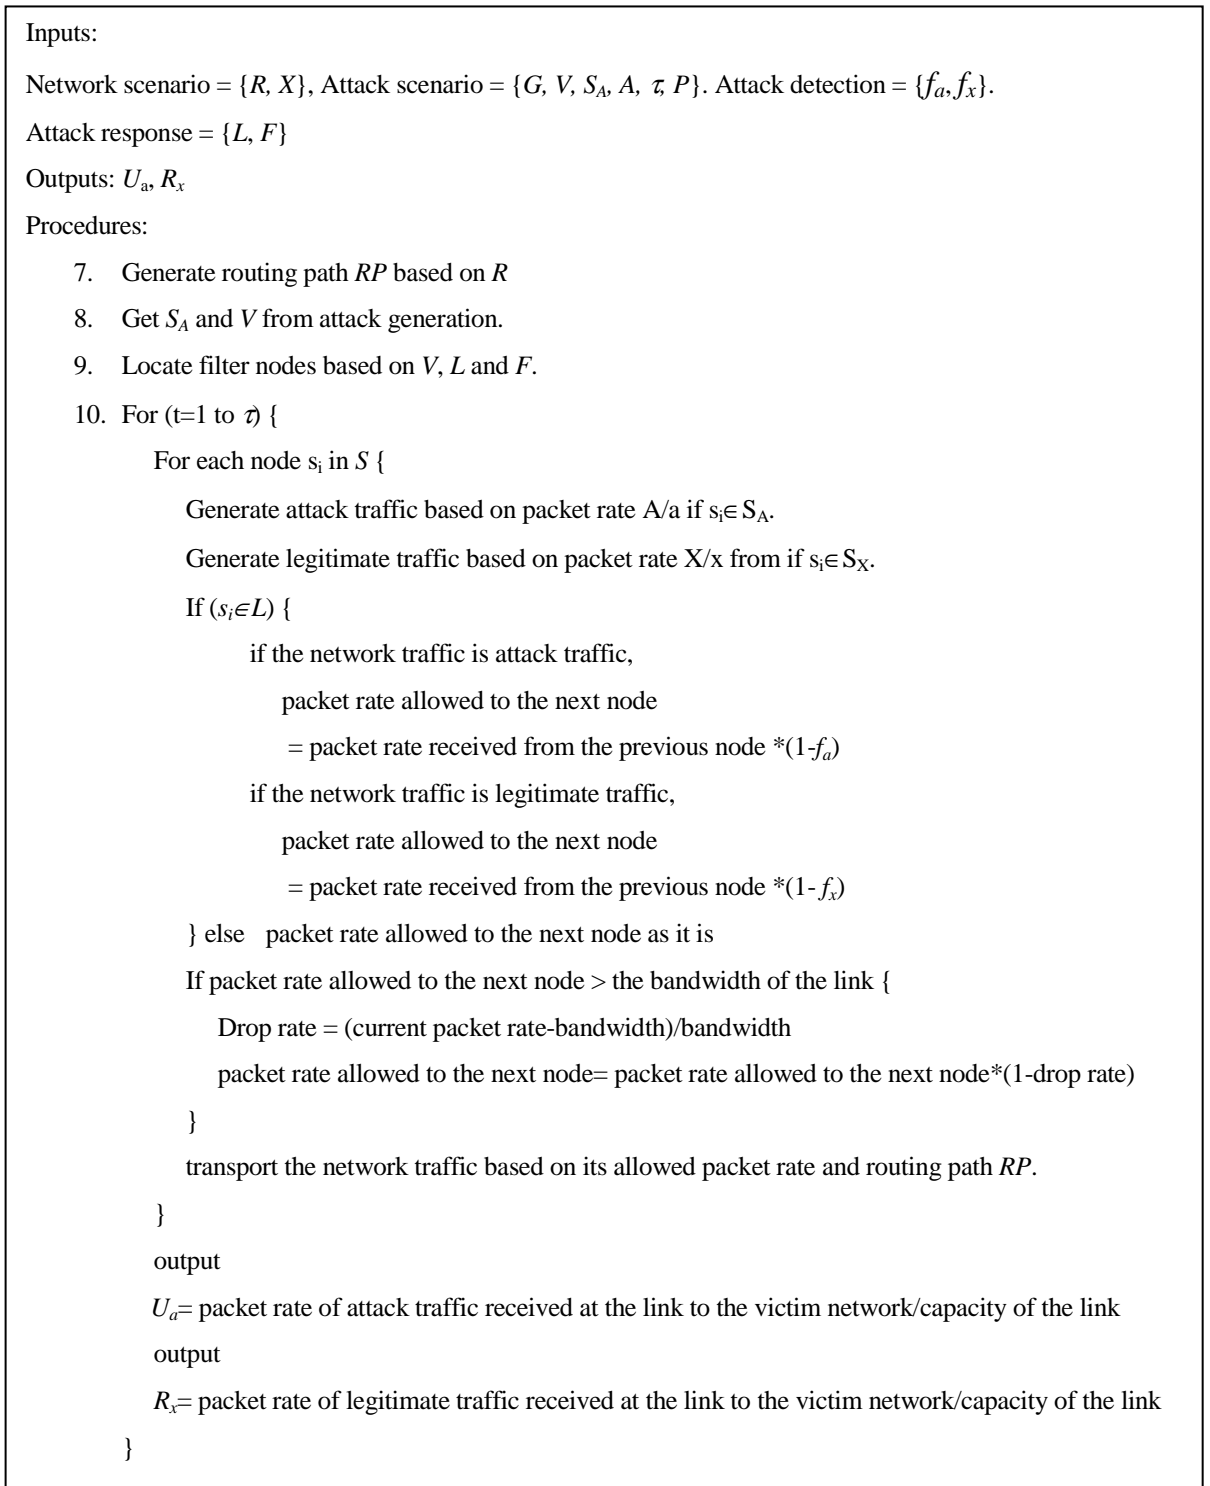 Inputs:
Network scenario = {R, X}, Attack scenario = {G, V, S_A, A, τ, P}. Attack detection = {f_a, f_x}.
Attack response = {L, F}
Outputs: U_a, R_x
Procedures:
7. Generate routing path RP based on R
8. Get S_A and V from attack generation.
9. Locate filter nodes based on V, L and F.
10. For (t=1 to τ) {
For each node s_i in S {
Generate attack traffic based on packet rate A/a if s_i∈S_A.
Generate legitimate traffic based on packet rate X/x from if s_i∈S_X.
If (s_i∈L) {
if the network traffic is attack traffic,
packet rate allowed to the next node
= packet rate received from the previous node *(1-f_a)
if the network traffic is legitimate traffic,
packet rate allowed to the next node
= packet rate received from the previous node *(1- f_x)
} else packet rate allowed to the next node as it is
If packet rate allowed to the next node > the bandwidth of the link {
Drop rate = (current packet rate-bandwidth)/bandwidth
packet rate allowed to the next node= packet rate allowed to the next node*(1-drop rate)
}
transport the network traffic based on its allowed packet rate and routing path RP.
}
output
U_a= packet rate of attack traffic received at the link to the victim network/capacity of the link
output
R_x= packet rate of legitimate traffic received at the link to the victim network/capacity of the link
}